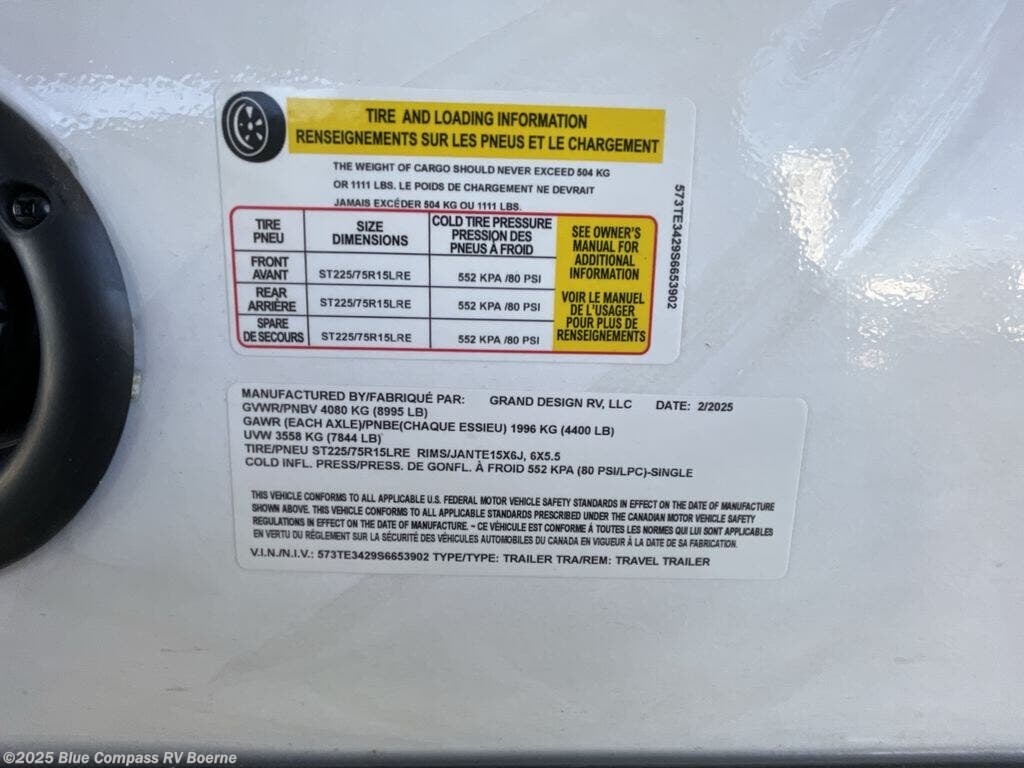 TIRE AND LOADING INFORMATION
RENSEIGNEMENTS SUR LES PNEUS ET LE CHARGEMENT
THE WEIGHT OF CARGO SHOULD NEVER EXCEED 504 KG
OR 1111 LBS. LE POIDS DE CHARGEMENT NE DEVRAIT
JAMAIS EXCÉDER 504 KG OU 1111 LBS.
TIRE
PNEU
SIZE
DIMENSIONS
COLD TIRE PRESSURE
PRESSION DES
PNEUS À FROID
FRONT
AVANT
ST225/75R15LRE
552 KPA /80 PSI
REAR
ARRIÈRE
ST225/75R15LRE
552 KPA /80 PSI
SPARE
DE SECOURS
ST225/75R15LRE
552 KPA /80 PSI
SEE OWNER'S
MANUAL FOR
ADDITIONAL
INFORMATION
VOIR LE MANUEL
DE L'USAGER
POUR PLUS DE
RENSEIGNEMENTS
573TE3429S6653902
MANUFACTURED BY/FABRIQUÉ PAR: GRAND DESIGN RV, LLC DATE: 2/2025
GVWR/PNBV 4080 KG (8995 LB)
GAWR (EACH AXLE)/PNBE(CHAQUE ESSIEU) 1996 KG (4400 LB)
UVW 3558 KG (7844 LB)
TIRE/PNEU ST225/75R15LRE RIMS/JANTE15X6J, 6X5.5
COLD INFL. PRESS/PRESS. DE GONFL. À FROID 552 KPA (80 PSI/LPC)-SINGLE
THIS VEHICLE CONFORMS TO ALL APPLICABLE U.S. FEDERAL MOTOR VEHICLE SAFETY STANDARDS IN EFFECT ON THE DATE OF MANUFACTURE
SHOWN ABOVE. THIS VEHICLE CONFORMS TO ALL APPLICABLE STANDARDS PRESCRIBED UNDER THE CANADIAN MOTOR VEHICLE SAFETY
REGULATIONS IN EFFECT ON THE DATE OF MANUFACTURE. - CE VÉHICULE EST CONFORME À TOUTES LES NORMES QUI LUI SONT APPLICABLES
EN VERTU DU RÈGLEMENT SUR LA SÉCURITÉ DES VÉHICULES AUTOMOBILES DU CANADA EN VIGUEUR À LA DATE DE SA FABRICATION.
V.I.N./N.I.V.: 573TE3429S6653902 TYPE/TYPE: TRAILER TRA/REM: TRAVEL TRAILER
©2025 Blue Compass RV Boerne